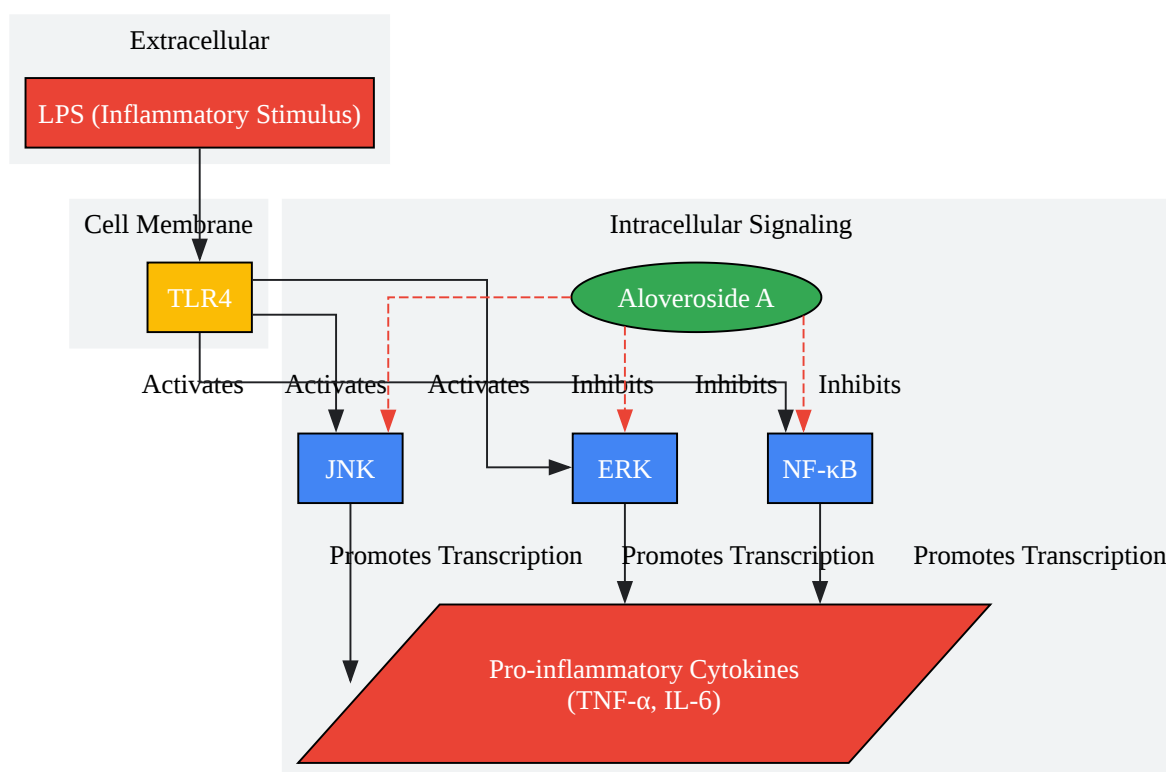 Extracellular
LPS (Inflammatory Stimulus)
Cell Membrane
Intracellular Signaling
TLR4
Aloveroside A
Activates
Activates
Activates
Inhibits
Inhibits
Inhibits
JNK
ERK
NF-κB
Promotes Transcription
Promotes Transcription
Promotes Transcription
Pro-inflammatory Cytokines
(TNF-α, IL-6)